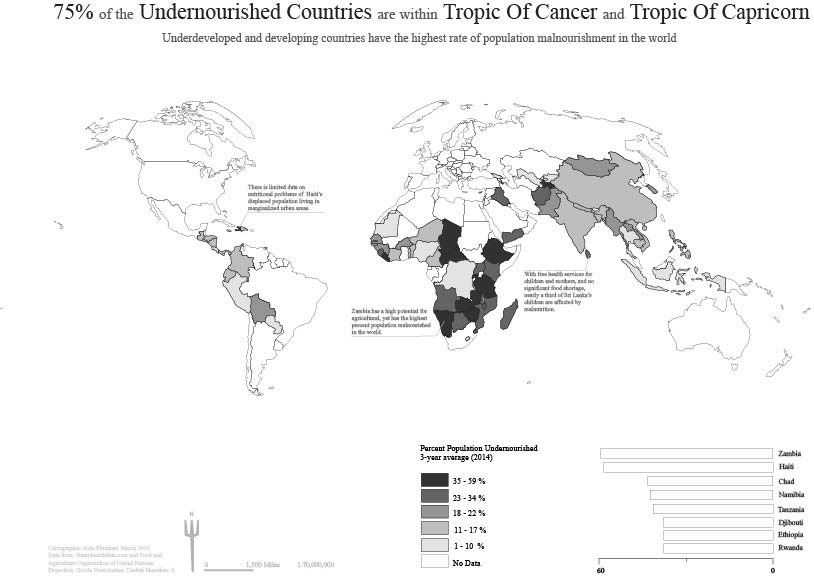 75% of the Undernourished Countries are within Tropic Of Cancer and Tropic Of Capricorn
Underdeveloped and developing countries have the highest rate of population malnourishment in the world
There is limited data on
nutritional problems of Haiti's
displaced population living in
marginalized urban areas.
With free health services for
children and mothers, and no
significant food shortage,
nearly a third of Sri Lanka's
children are affected by
malnutrition.
Zambia has a high potential for
agricultural, yet has the highest
percent population malnourished
in the world.
Percent Population Undernourished
3-year average (2014)
35 - 59 %
23 - 34 %
18 - 22 %
11 - 17 %
1 - 10 %
No Data
Zambia
Haiti
Chad
Namibia
Tanzania
Djibouti
Ethiopia
Rwanda
60
0
N
0 1,500 Miles 1:70,000,000
Cartographer: March 2016
Data from: Naturalearthdata.com and Food and
Agriculture Organization of United Nations.
Projection: Goode Homolosine; Central Meridian: 0